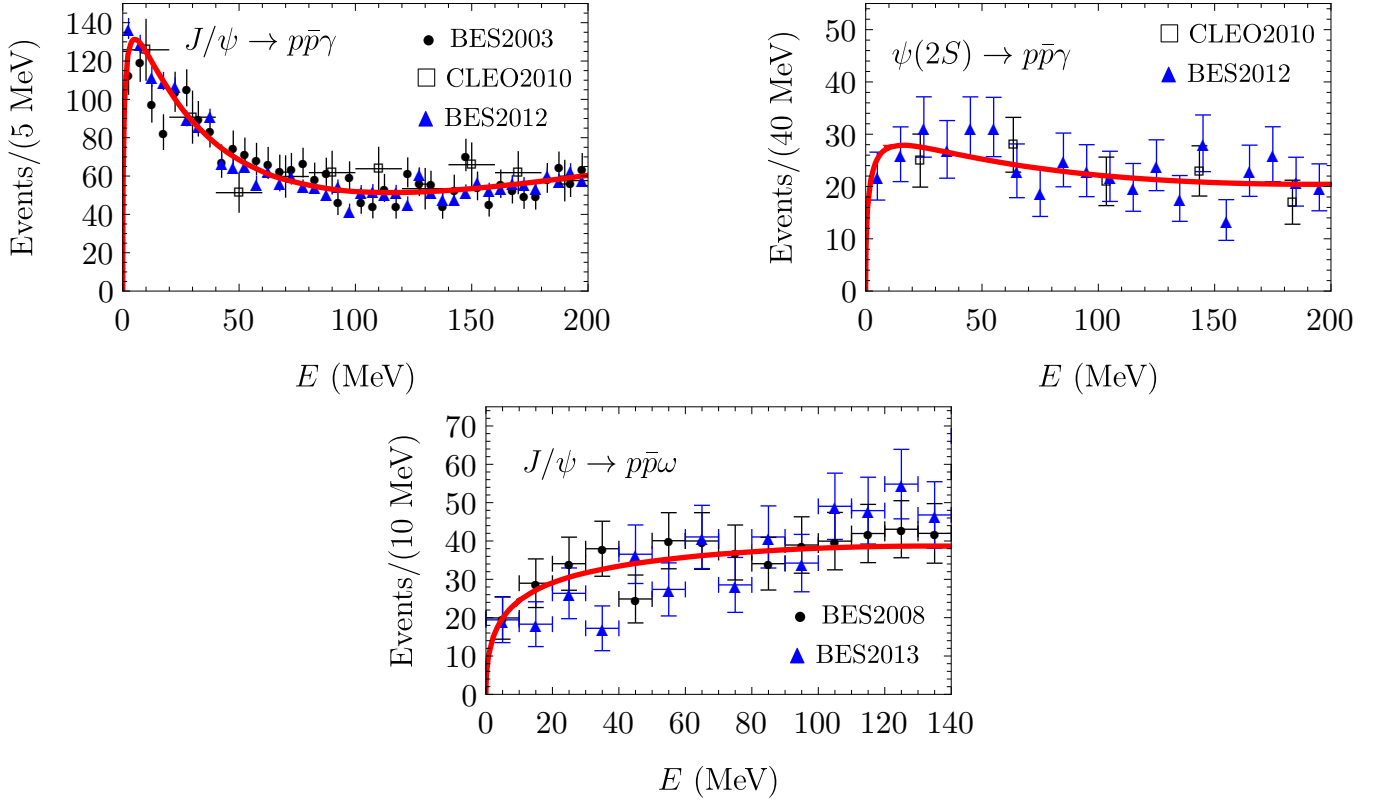 J/ψ → pp̄γ
BES2003
CLEO2010
BES2012
Events/(5 MeV)
140
120
100
80
60
40
20
0
0 50 100 150 200
E (MeV)
ψ(2S) → pp̄γ
CLEO2010
BES2012
Events/(40 MeV)
50
40
30
20
10
0
0 50 100 150 200
E (MeV)
J/ψ → pp̄ω
BES2008
BES2013
Events/(10 MeV)
70
60
50
40
30
20
10
0
0 20 40 60 80 100 120 140
E (MeV)